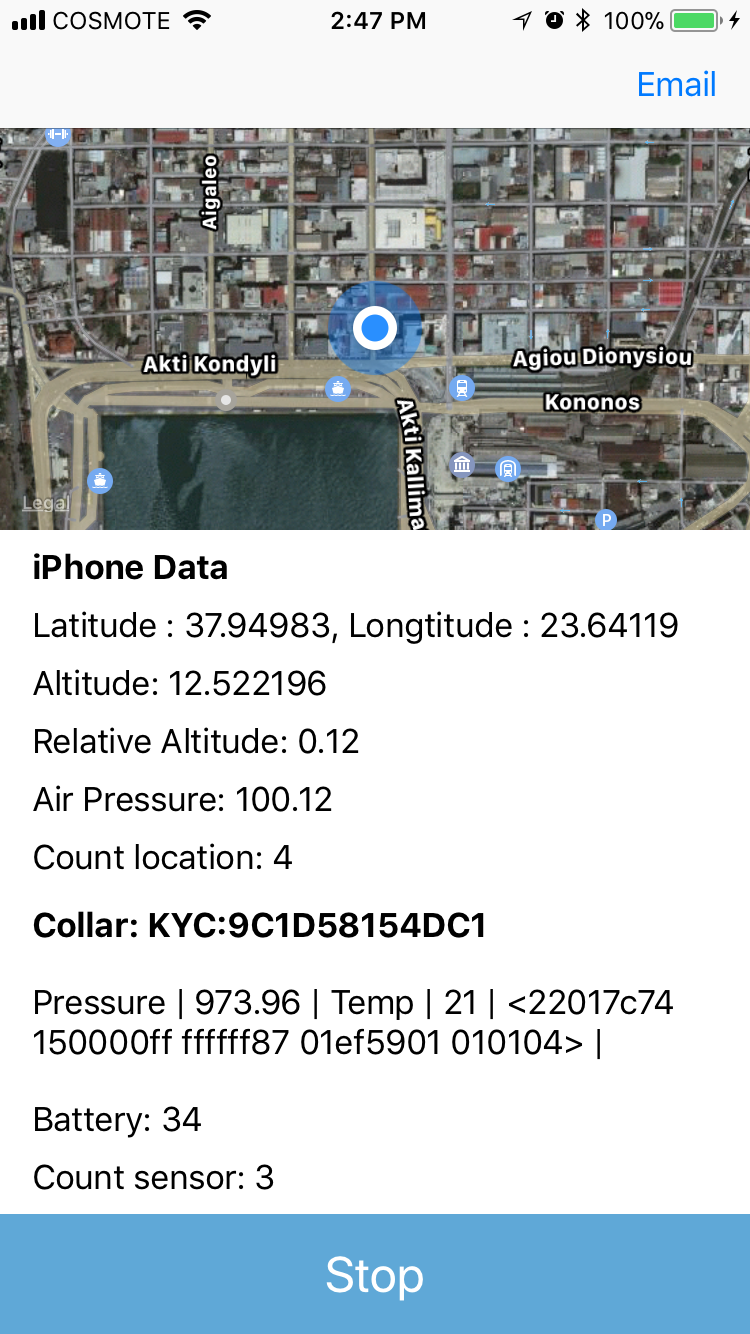 COSMOTE 2:47 PM 100%
Email
Aigaleo
Akti Kondyli
Agiou Dionysiou
Kononos
Akti Kallima
Legal
P
iPhone Data
Latitude : 37.94983, Longtitude : 23.64119
Altitude: 12.522196
Relative Altitude: 0.12
Air Pressure: 100.12
Count location: 4
Collar: KYC:9C1D58154DC1
Pressure | 973.96 | Temp | 21 | <22017c74
150000ff ffffff87 01ef5901 010104> |
Battery: 34
Count sensor: 3
Stop